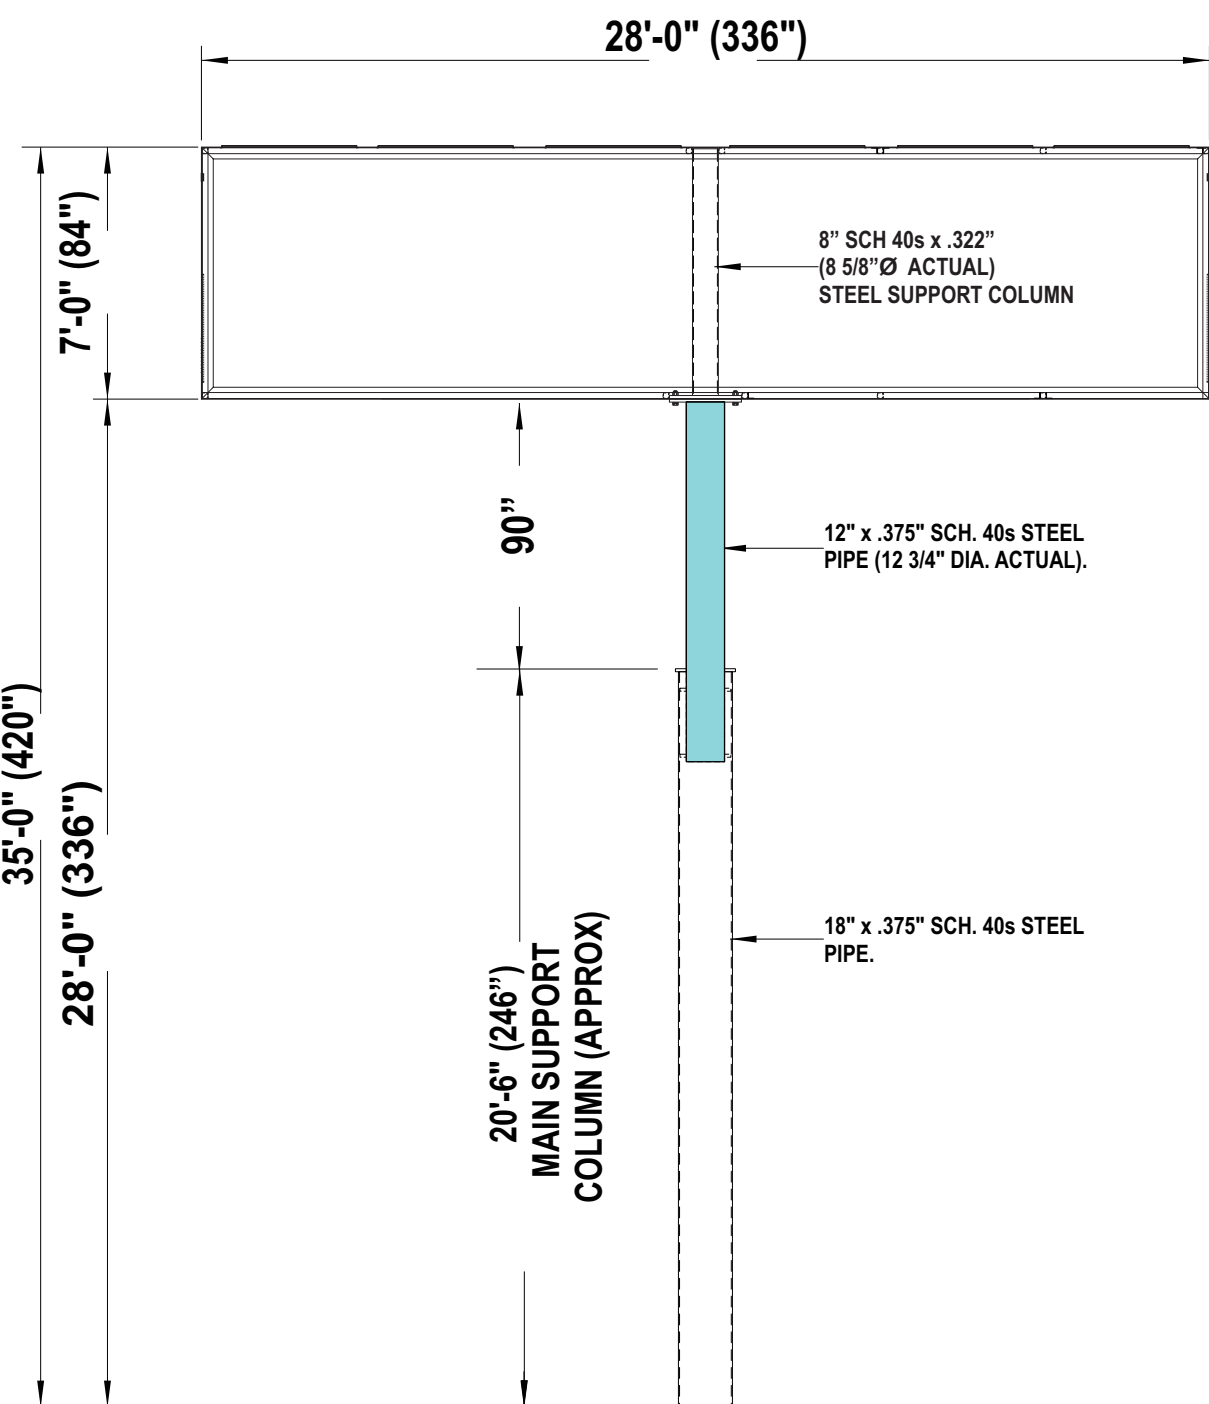 28'-0" (336")
7'-0" (84")
8” SCH 40s x .322”
(8 5/8”Ø ACTUAL)
STEEL SUPPORT COLUMN
90”
12" x .375" SCH. 40s STEEL
PIPE (12 3/4" DIA. ACTUAL).
35'-0" (420")
28'-0" (336")
20'-6" (246”)
MAIN SUPPORT
COLUMN (APPROX)
18" x .375" SCH. 40s STEEL
PIPE.